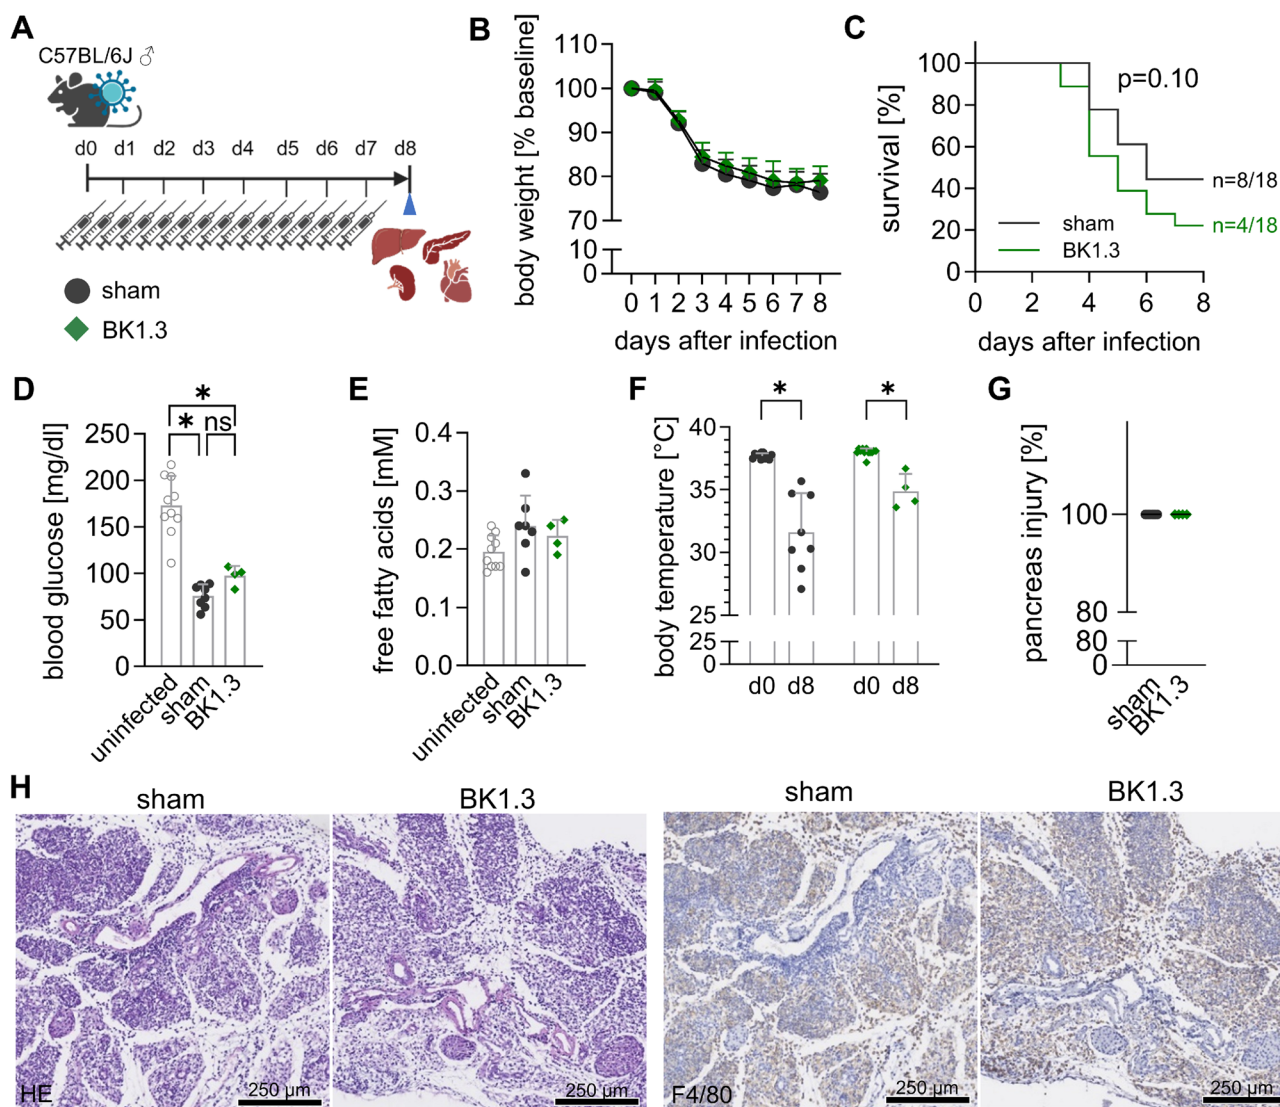 A
C57BL/6J ♂
d0 d1 d2 d3 d4 d5 d6 d7 d8
sham
BK1.3
B
body weight [% baseline]
110
100
90
80
70
10
0
0 1 2 3 4 5 6 7 8
days after infection
C
survival [%]
100
80
60
40
20
0
p=0.10
n=8/18
n=4/18
sham
BK1.3
0 2 4 6 8
days after infection
D
blood glucose [mg/dl]
*
* ns
250
200
150
100
50
0
uninfected
sham
BK1.3
E
free fatty acids [mM]
0.4
0.3
0.2
0.1
0.0
uninfected
sham
BK1.3
F
body temperature [°C]
* *
40
35
30
25
25
0
d0 d8 d0 d8
G
pancreas injury [%]
100
80
80
0
sham
BK1.3
H
sham BK1.3 sham BK1.3
HE 250 µm 250 µm F4/80 250 µm 250 µm